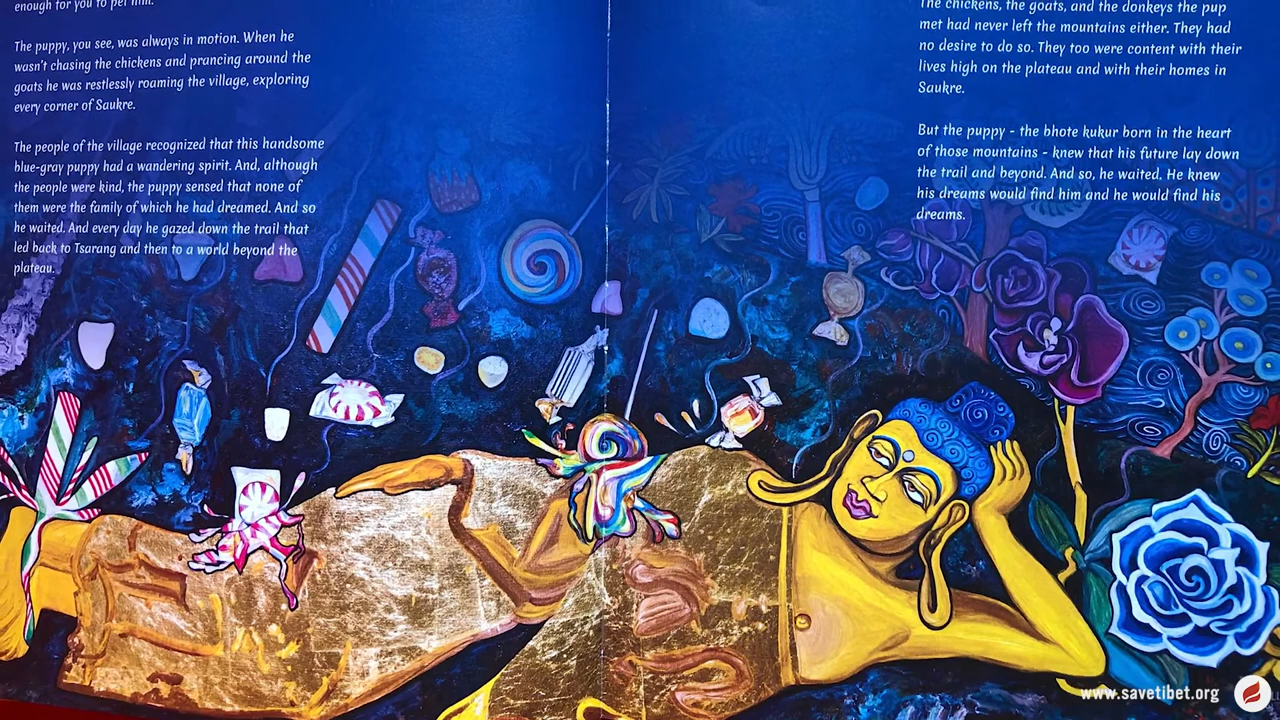 enough for you to pet him.
The puppy, you see, was always in motion. When he
wasn't chasing the chickens and prancing around the
goats he was restlessly roaming the village, exploring
every corner of Saukre.
The people of the village recognized that this handsome
blue-gray puppy had a wandering spirit. And, although
the people were kind, the puppy sensed that none of
them were the family of which he had dreamed. And so
he waited. And every day he gazed down the trail that
led back to Tsarang and then to a world beyond the
plateau.
The chickens, the goats, and the donkeys the pup
met had never left the mountains either. They had
no desire to do so. They too were content with their
lives high on the plateau and with their homes in
Saukre.
But the puppy - the bhote kukur born in the heart
of those mountains - knew that his future lay down
the trail and beyond. And so, he waited. He knew
his dreams would find him and he would find his
dreams.
www.savetibet.org